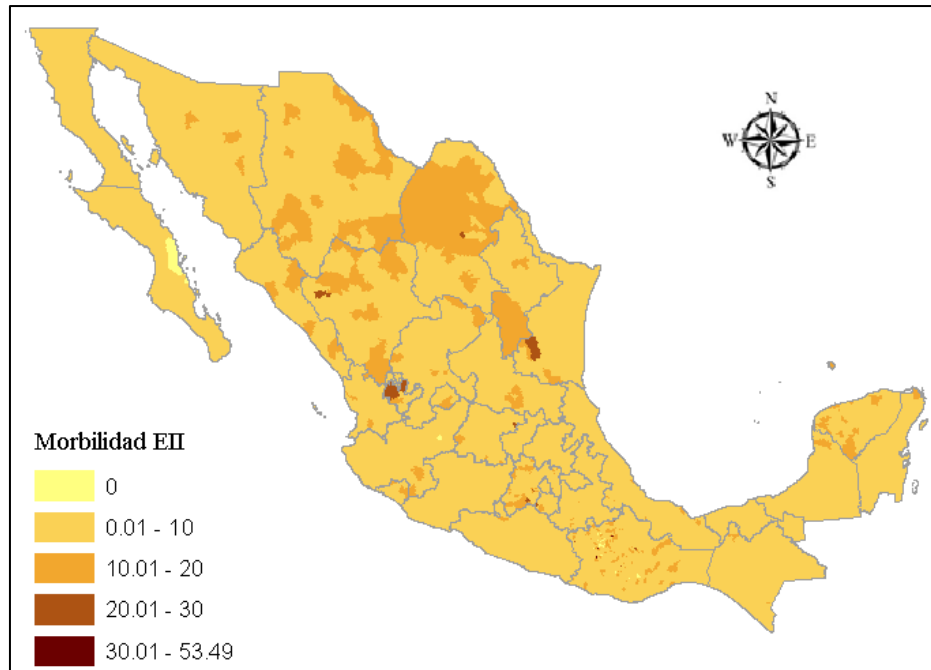 N
W E
S
Morbilidad EII
0
0.01 - 10
10.01 - 20
20.01 - 30
30.01 - 53.49